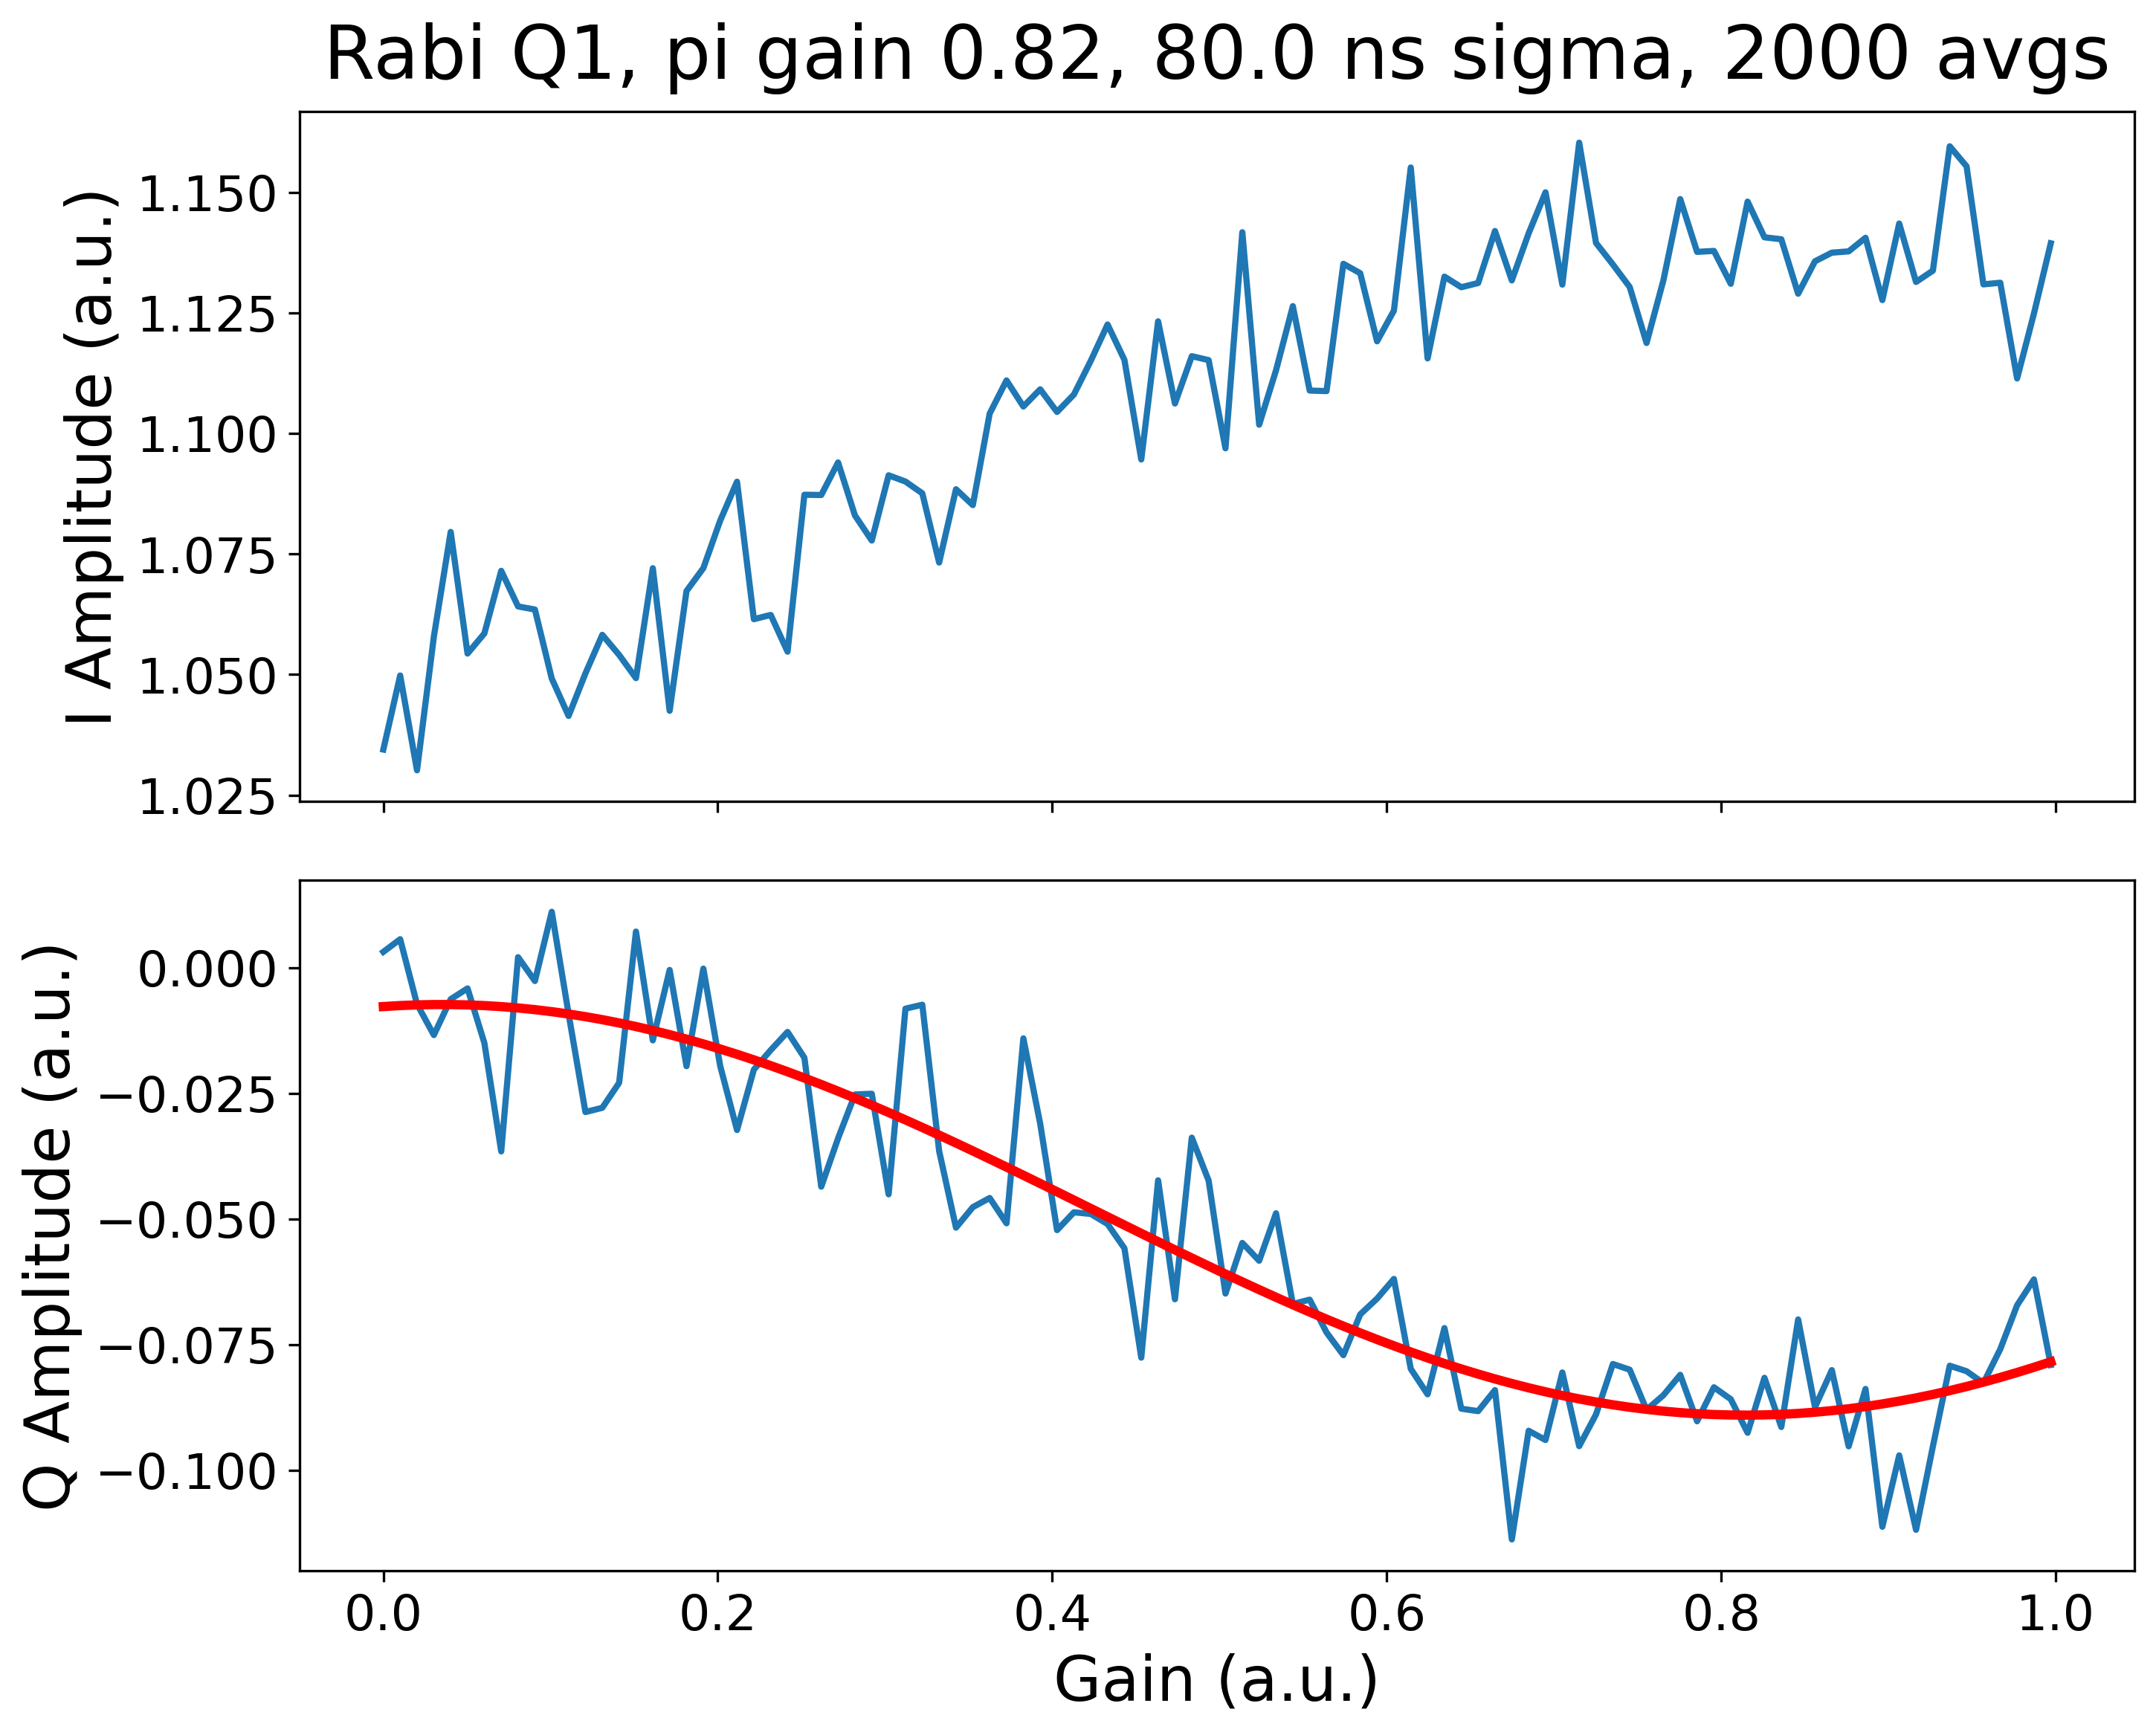 Rabi Q1, pi gain 0.82, 80.0 ns sigma, 2000 avgs
I Amplitude (a.u.)
1.150
1.125
1.100
1.075
1.050
1.025
Q Amplitude (a.u.)
0.000
−0.025
−0.050
−0.075
−0.100
0.0 0.2 0.4 0.6 0.8 1.0
Gain (a.u.)